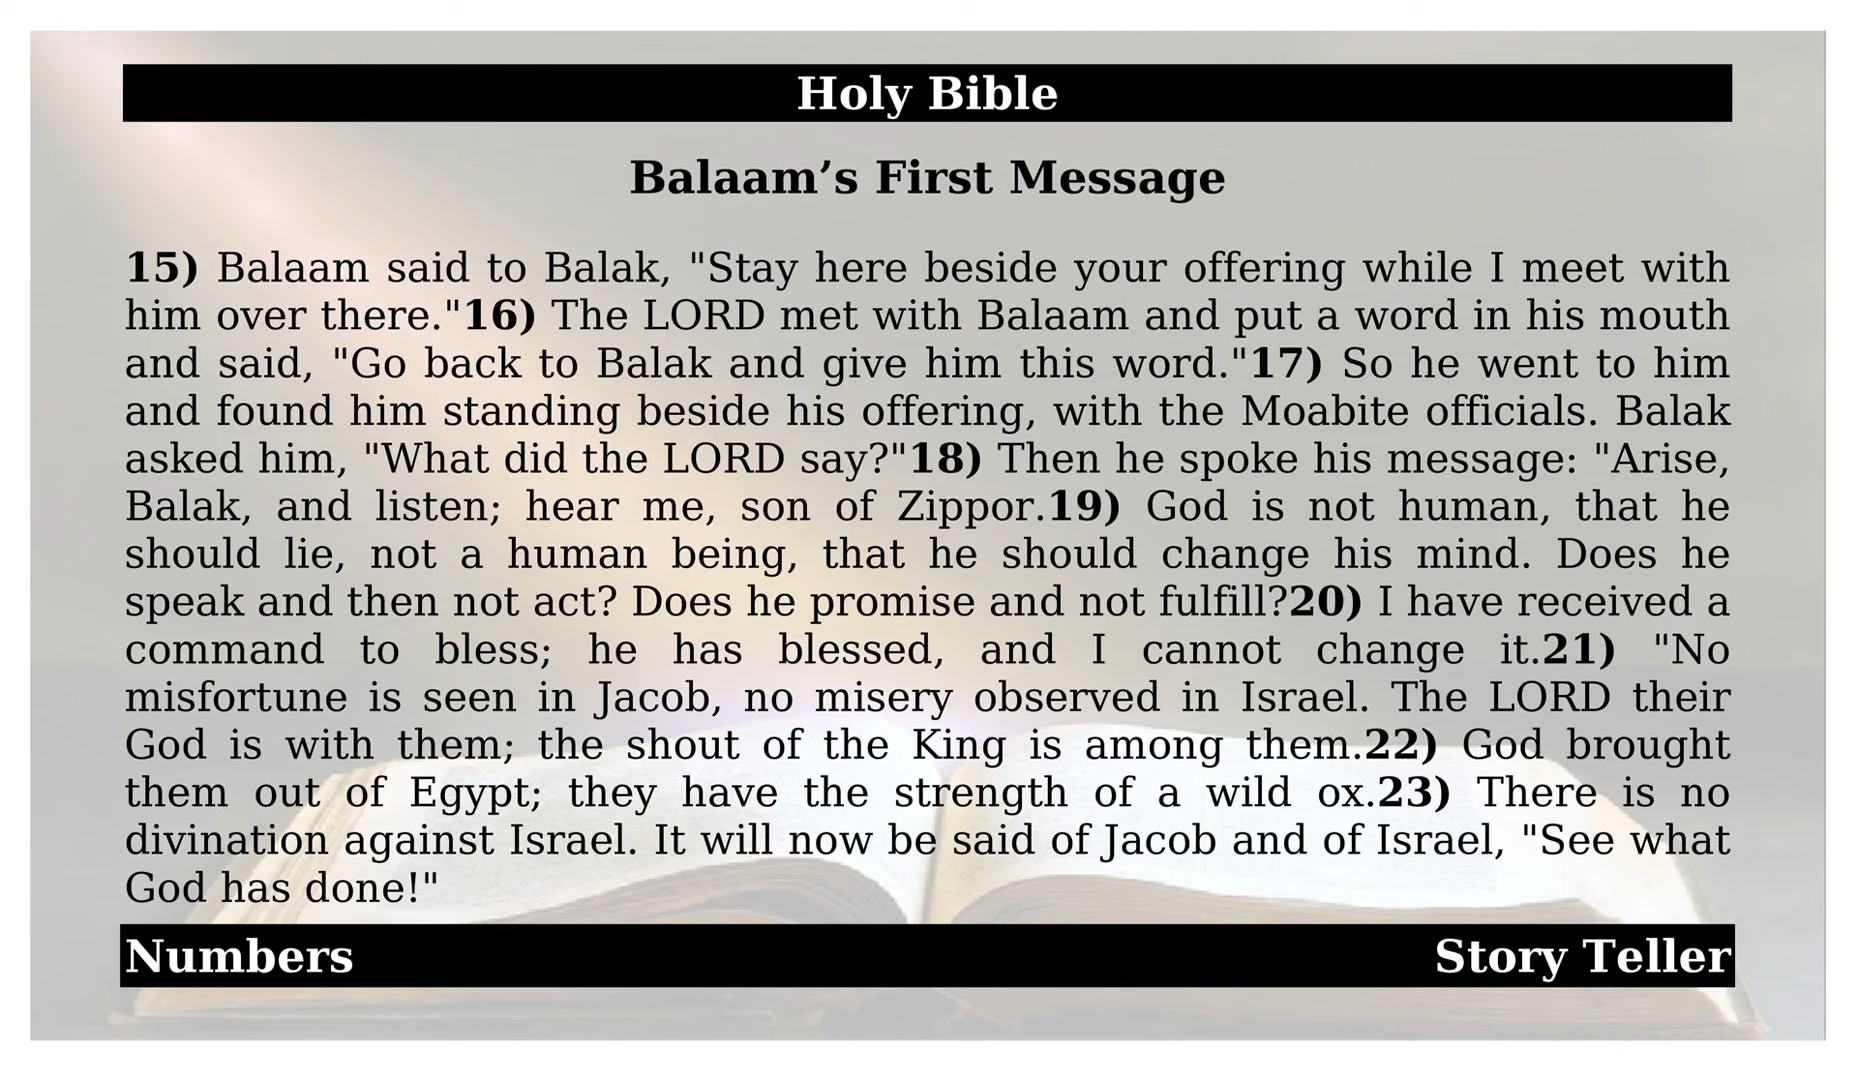 Holy Bible
Balaam’s First Message
15) Balaam said to Balak, "Stay here beside your offering while I meet with
him over there."16) The LORD met with Balaam and put a word in his mouth
and said, "Go back to Balak and give him this word."17) So he went to him
and found him standing beside his offering, with the Moabite officials. Balak
asked him, "What did the LORD say?"18) Then he spoke his message: "Arise,
Balak, and listen; hear me, son of Zippor.19) God is not human, that he
should lie, not a human being, that he should change his mind. Does he
speak and then not act? Does he promise and not fulfill?20) I have received a
command to bless; he has blessed, and I cannot change it.21) "No
misfortune is seen in Jacob, no misery observed in Israel. The LORD their
God is with them; the shout of the King is among them.22) God brought
them out of Egypt; they have the strength of a wild ox.23) There is no
divination against Israel. It will now be said of Jacob and of Israel, "See what
God has done!"
Numbers Story Teller